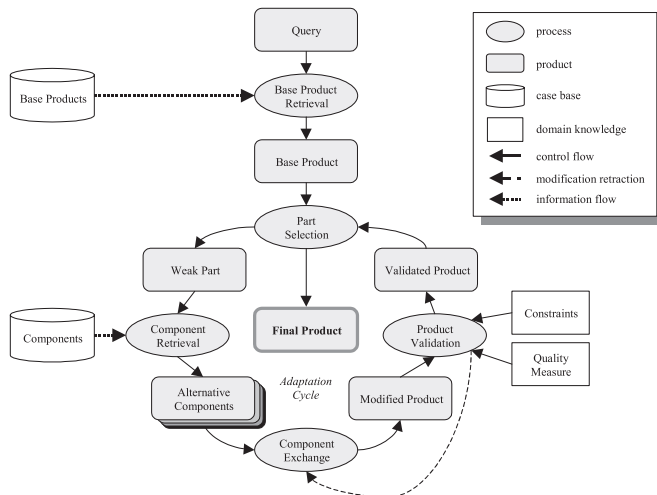 Query
Base Products
Base Product
Retrieval
Base Product
Part
Selection
Weak Part
Validated Product
Components
Component
Retrieval
Final Product
Product
Validation
Constraints
Quality
Measure
Alternative
Components
Adaptation
Cycle
Modified Product
Component
Exchange
process
product
case base
domain knowledge
control flow
modification retraction
information flow